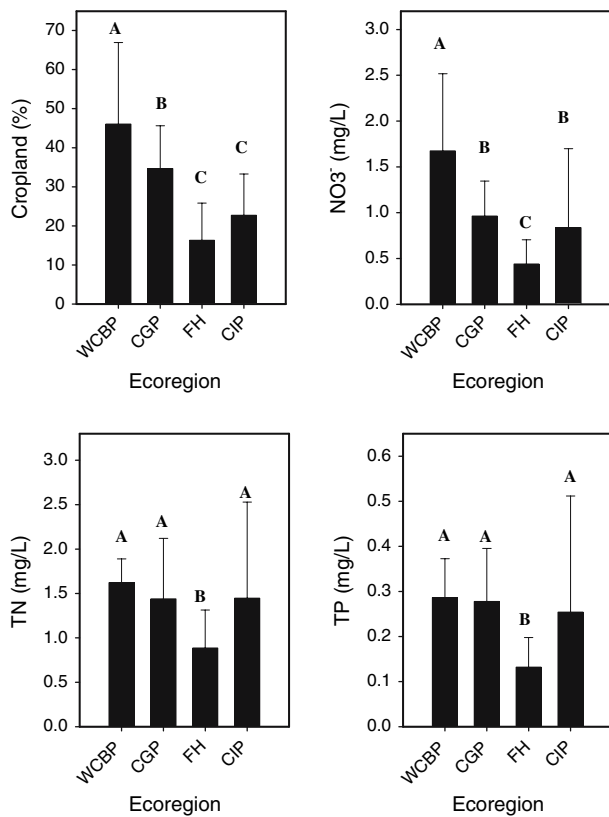 Cropland (%)
70
60
50
40
30
20
10
0
A
B
C
C
WCBP
CGP
FH
CIP
Ecoregion
NO3⁻ (mg/L)
3.0
2.5
2.0
1.5
1.0
0.5
0.0
A
B
C
B
WCBP
CGP
FH
CIP
Ecoregion
TN (mg/L)
3.0
2.5
2.0
1.5
1.0
0.5
0.0
A
A
B
A
WCBP
CGP
FH
CIP
Ecoregion
TP (mg/L)
0.6
0.5
0.4
0.3
0.2
0.1
0.0
A
A
B
A
WCBP
CGP
FH
CIP
Ecoregion